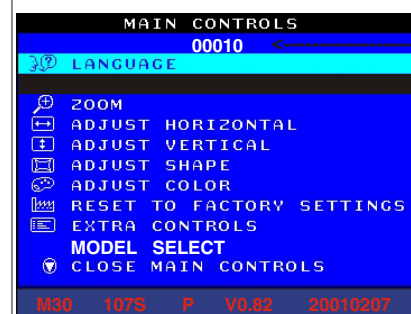 MAIN CONTROLS
00010
LANGUAGE
ZOOM
ADJUST HORIZONTAL
ADJUST VERTICAL
ADJUST SHAPE
ADJUST COLOR
RESET TO FACTORY SETTINGS
EXTRA CONTROLS
MODEL SELECT
CLOSE MAIN CONTROLS
M30 107S P V0.82 20010207